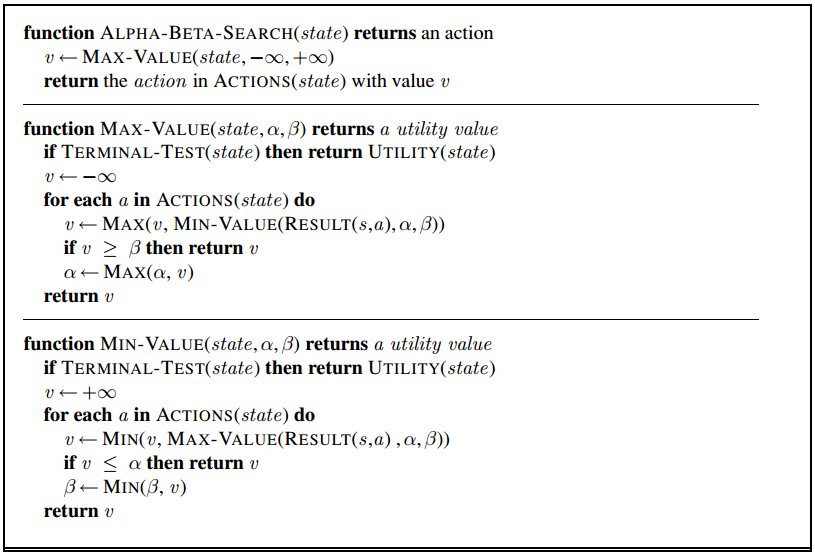 function ALPHA-BETA-SEARCH(state) returns an action
v ← MAX-VALUE(state, −∞, +∞)
return the action in ACTIONS(state) with value v
function MAX-VALUE(state, α, β) returns a utility value
if TERMINAL-TEST(state) then return UTILITY(state)
v ← −∞
for each a in ACTIONS(state) do
v ← MAX(v, MIN-VALUE(RESULT(s,a), α, β))
if v ≥ β then return v
α ← MAX(α, v)
return v
function MIN-VALUE(state, α, β) returns a utility value
if TERMINAL-TEST(state) then return UTILITY(state)
v ← +∞
for each a in ACTIONS(state) do
v ← MIN(v, MAX-VALUE(RESULT(s,a) , α, β))
if v ≤ α then return v
β ← MIN(β, v)
return v